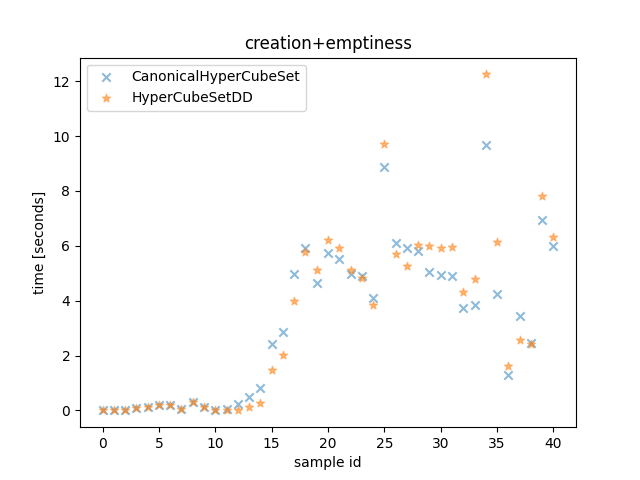 creation+emptiness
CanonicalHyperCubeSet
HyperCubeSetDD
time [seconds]
12
10
8
6
4
2
0
0 5 10 15 20 25 30 35 40
sample id